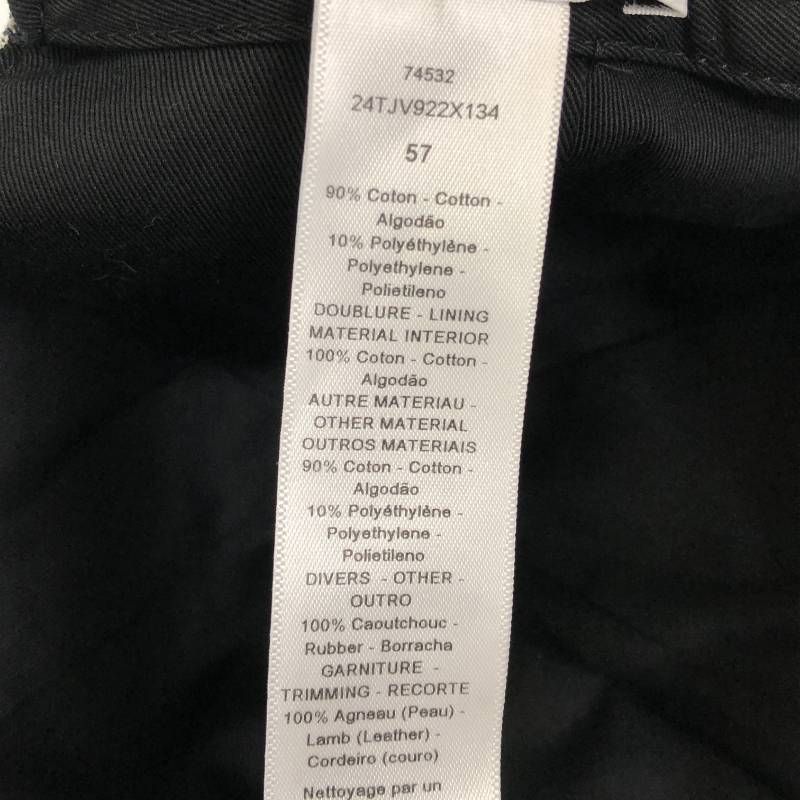 74532
24TJV922X134
57
90% Coton - Cotton -
Algodão
10% Polyéthylène -
Polyethylene -
Polietileno
DOUBLURE - LINING
MATERIAL INTERIOR
100% Coton - Cotton -
Algodão
AUTRE MATERIAU -
OTHER MATERIAL
OUTROS MATERIAIS
90% Coton - Cotton -
Algodão
10% Polyéthylène -
Polyethylene -
Polietileno
DIVERS - OTHER -
OUTRO
100% Caoutchouc -
Rubber - Borracha
GARNITURE -
TRIMMING - RECORTE
100% Agneau (Peau) -
Lamb (Leather) -
Cordeiro (couro)
Nettoyage par un